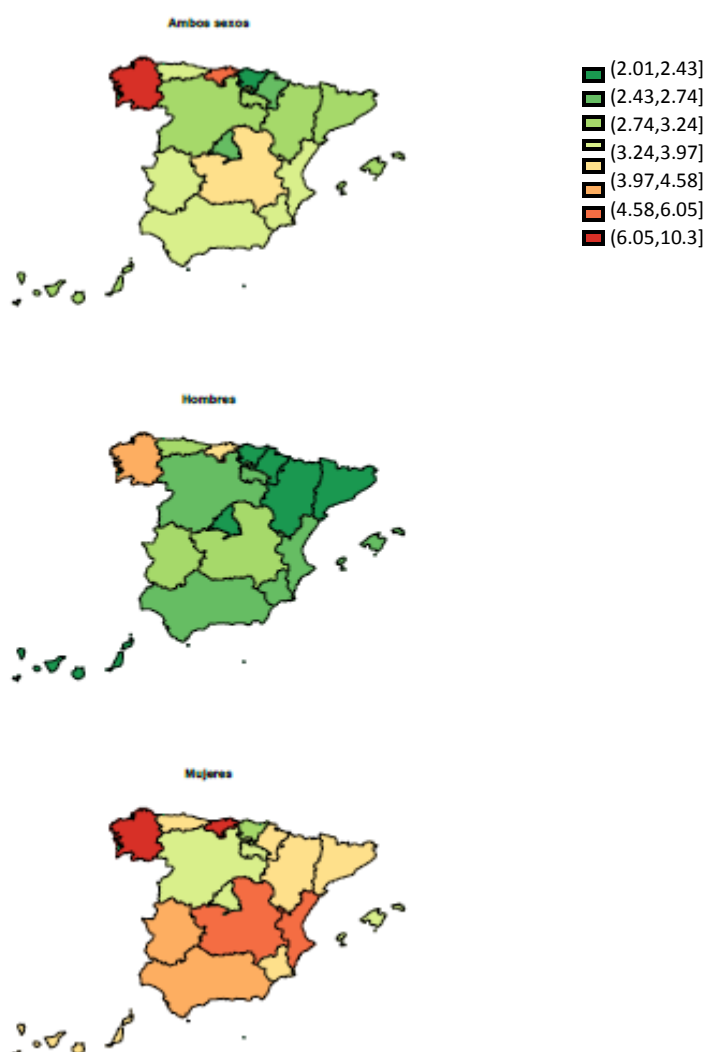 Ambos sexos
(2.01,2.43]
(2.43,2.74]
(2.74,3.24]
(3.24,3.97]
(3.97,4.58]
(4.58,6.05]
(6.05,10.3]
Hombres
Mujeres